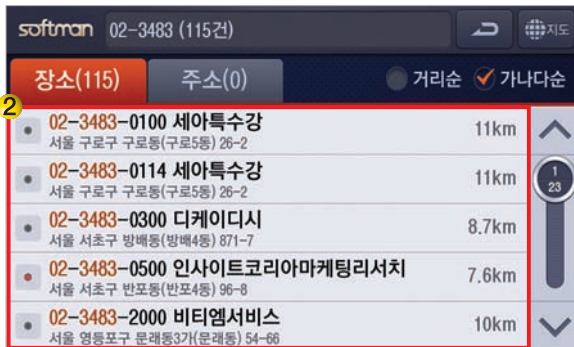 softman 02-3483 (115건) 지도
장소(115) 주소(0) 거리순 가나다순
2
02-3483-0100 세아특수강 11km
서울 구로구 구로동(구로5동) 26-2
02-3483-0114 세아특수강 11km
서울 구로구 구로동(구로5동) 26-2
1
23
02-3483-0300 디케이디시 8.7km
서울 서초구 방배동(방배4동) 871-7
02-3483-0500 인사이트코리아마케팅리서치 7.6km
서울 서초구 반포동(반포4동) 96-8
02-3483-2000 비티엠서비스 10km
서울 영등포구 문래동3가(문래동) 54-66